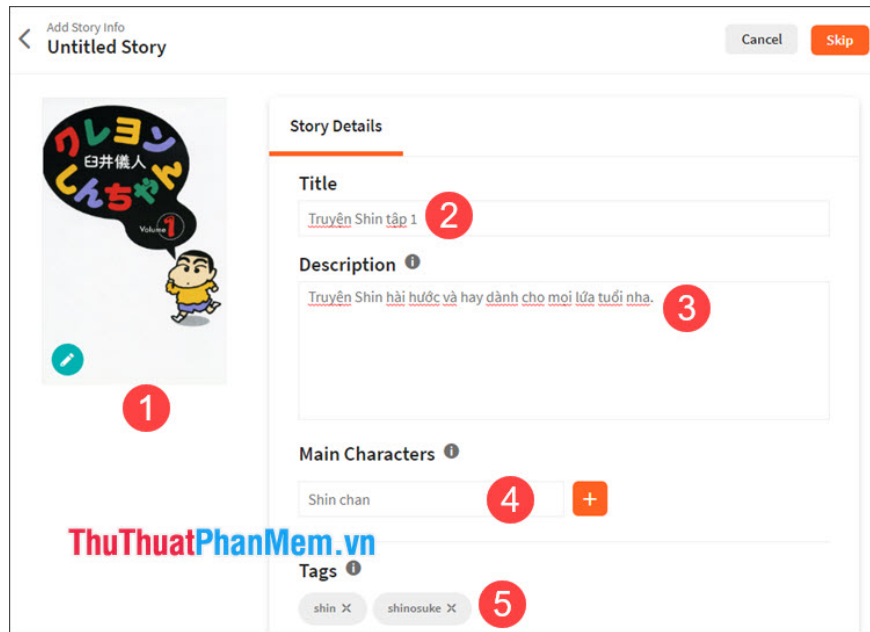 Add Story Info
Untitled Story
Cancel
Skip
クレヨン
しんちゃん
臼井儀人
Volume 1
1
Story Details
Title
Truyện Shin tập 1
2
Description
Truyện Shin hài hước và hay dành cho mọi lứa tuổi nha.
3
Main Characters
Shin chan
4
+
ThuThuatPhanMem.vn
Tags
shin X
shinosuke X
5